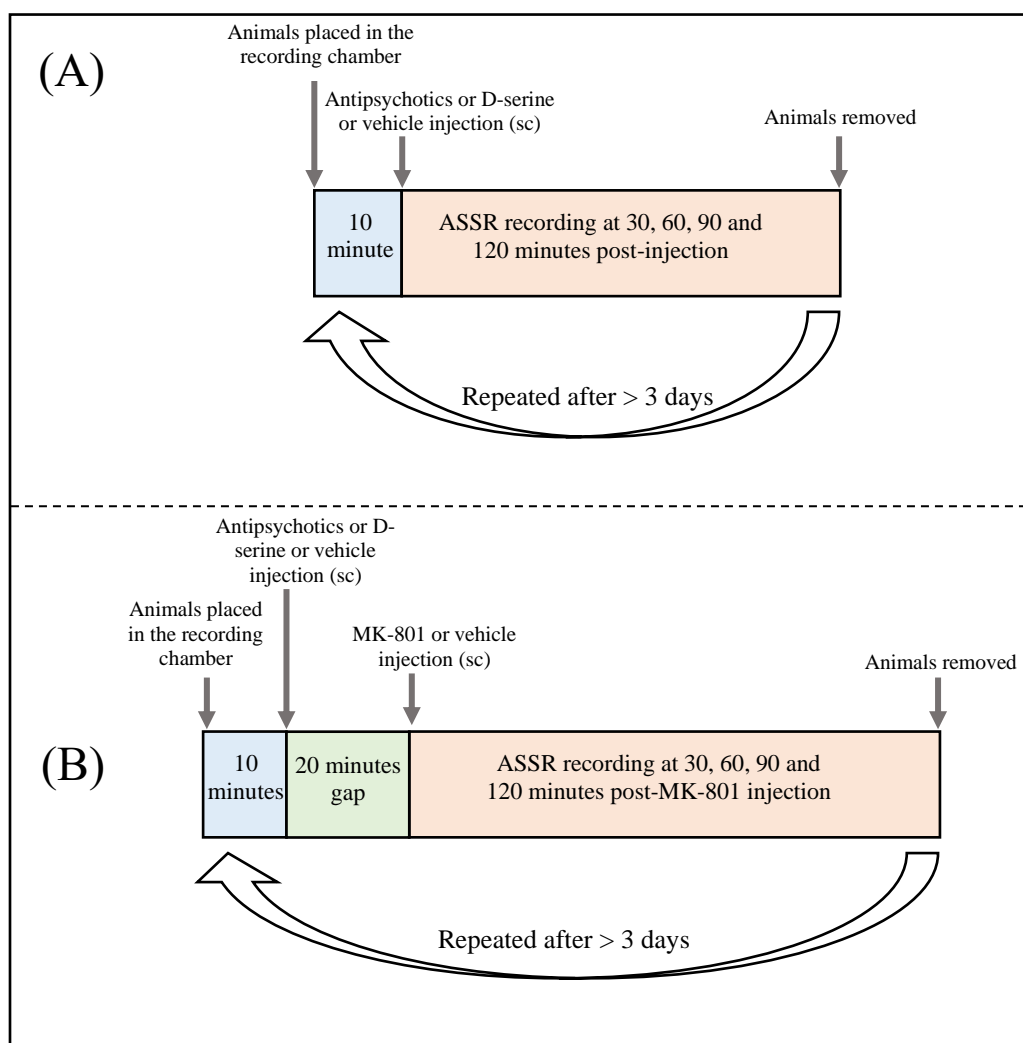 (A)
Animals placed in the
recording chamber
Antipsychotics or D-serine
or vehicle injection (sc)
Animals removed
10
minute
ASSR recording at 30, 60, 90 and
120 minutes post-injection
Repeated after > 3 days
(B)
Antipsychotics or D-
serine or vehicle
injection (sc)
Animals placed
in the recording
chamber
MK-801 or vehicle
injection (sc)
Animals removed
10
minutes
20 minutes
gap
ASSR recording at 30, 60, 90 and
120 minutes post-MK-801 injection
Repeated after > 3 days